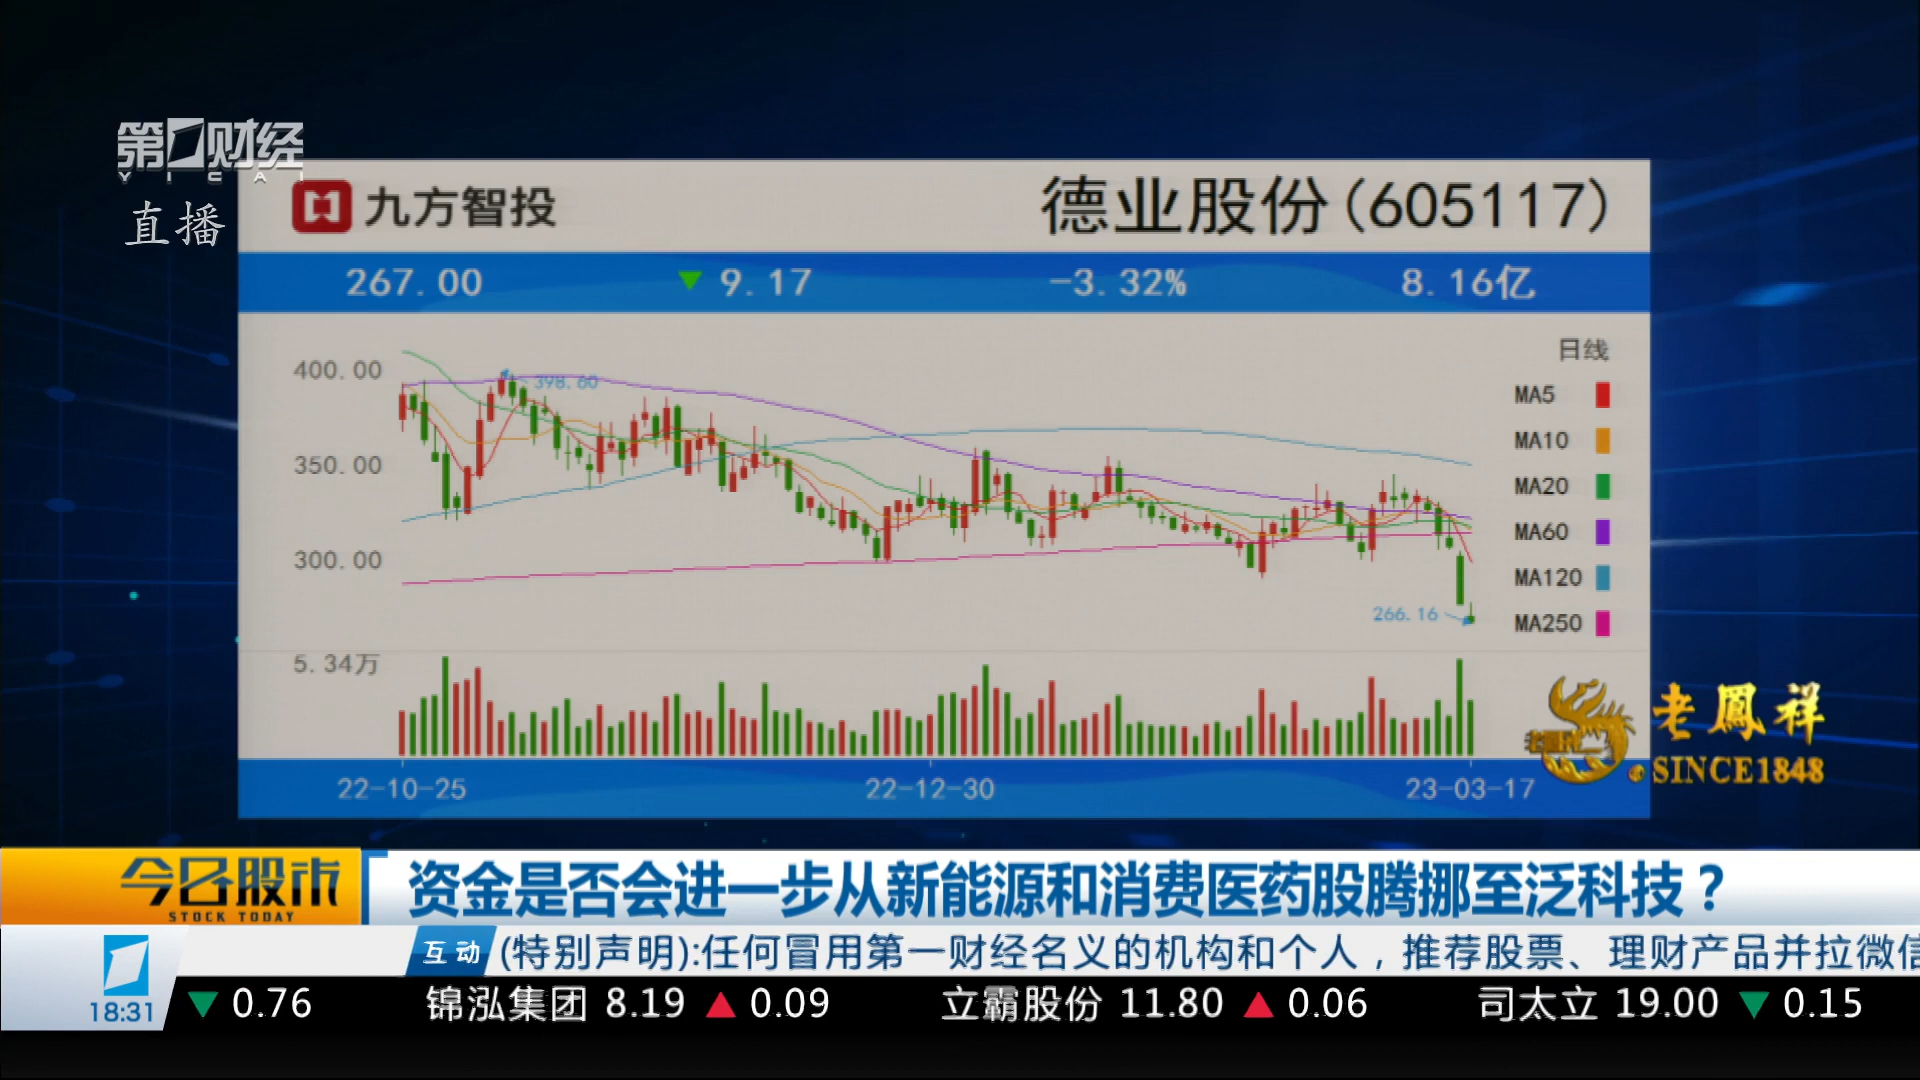 第1财经
YICAI
直播
九方智投
德业股份(605117)
267.00 ▼ 9.17 -3.32% 8.16亿
日线
400.00
398.60
MA5
MA10
350.00
MA20
MA60
300.00
MA120
266.16
MA250
5.34万
老鳳祥
SINCE1848
22-10-25 22-12-30 23-03-17
今日股市
STOCK TODAY
资金是否会进一步从新能源和消费医药股腾挪至泛科技？
互动 (特别声明):任何冒用第一财经名义的机构和个人，推荐股票、理财产品并拉微信
18:31
▼ 0.76 锦泓集团 8.19 ▲ 0.09 立霸股份 11.80 ▲ 0.06 司太立 19.00 ▼ 0.15